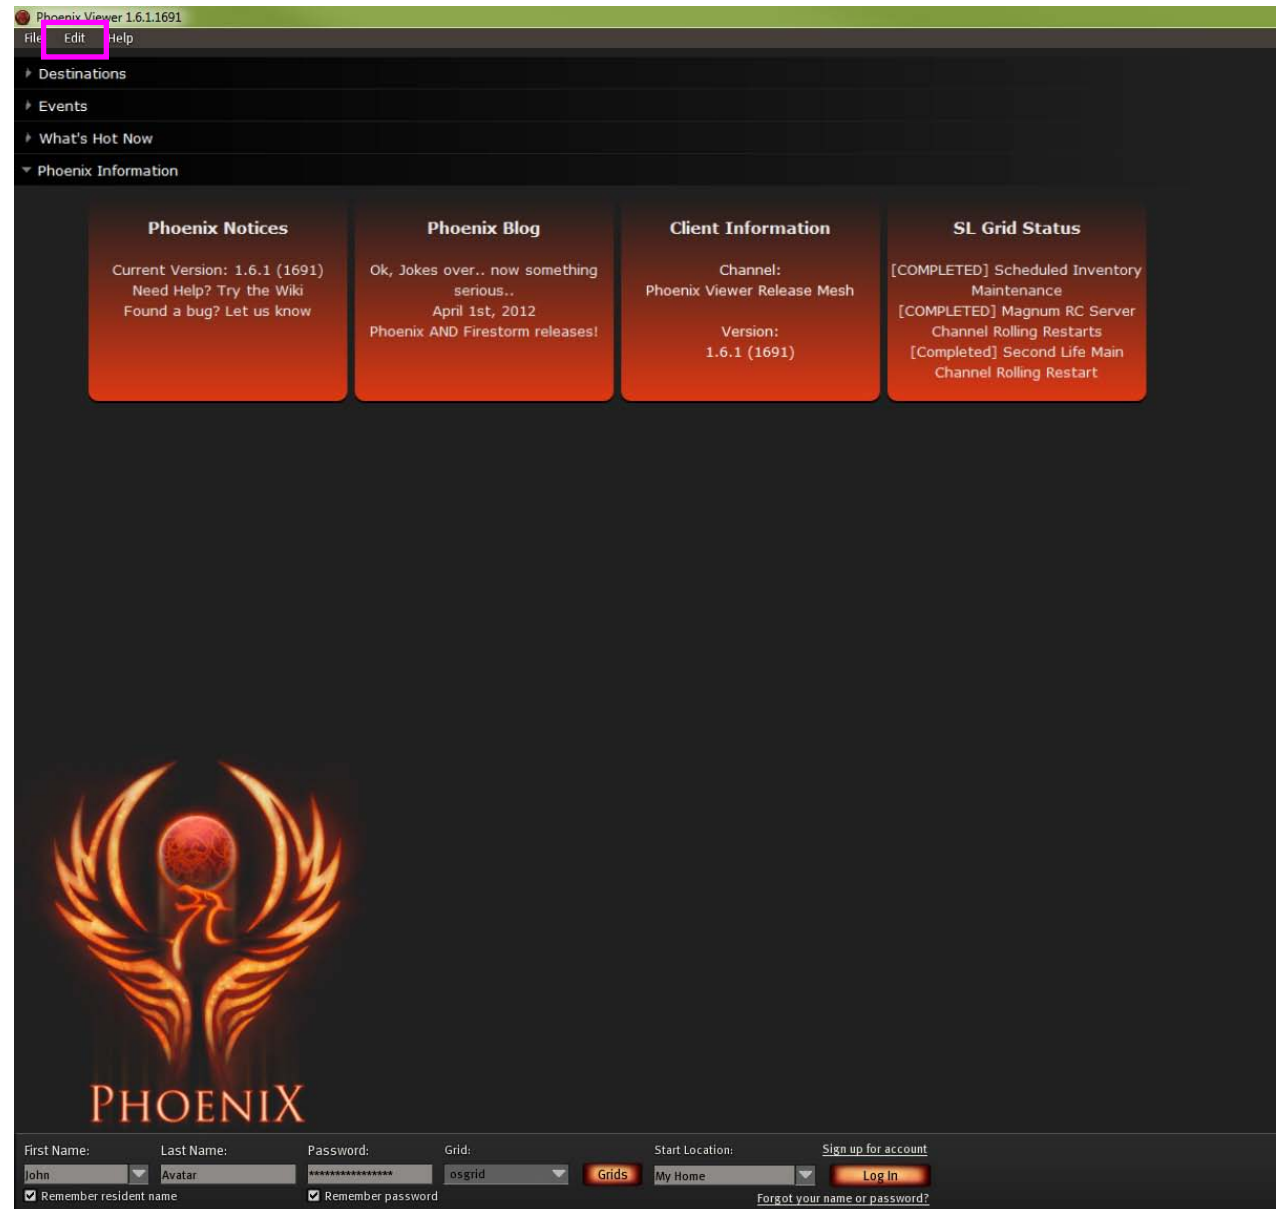 Phoenix Viewer 1.6.1.1691
File Edit Help
Destinations
Events
What's Hot Now
Phoenix Information
Phoenix Notices
Current Version: 1.6.1 (1691)
Need Help? Try the Wiki
Found a bug? Let us know
Phoenix Blog
Ok, Jokes over.. now something
serious..
April 1st, 2012
Phoenix AND Firestorm releases!
Client Information
Channel:
Phoenix Viewer Release Mesh
Version:
1.6.1 (1691)
SL Grid Status
[COMPLETED] Scheduled Inventory
Maintenance
[COMPLETED] Magnum RC Server
Channel Rolling Restarts
[Completed] Second Life Main
Channel Rolling Restart
PHOENIX
First Name: Last Name: Password: Grid: Start Location: Sign up for account
John Avatar **************** osgrid Grids My Home Log In
Remember resident name Remember password Forgot your name or password?